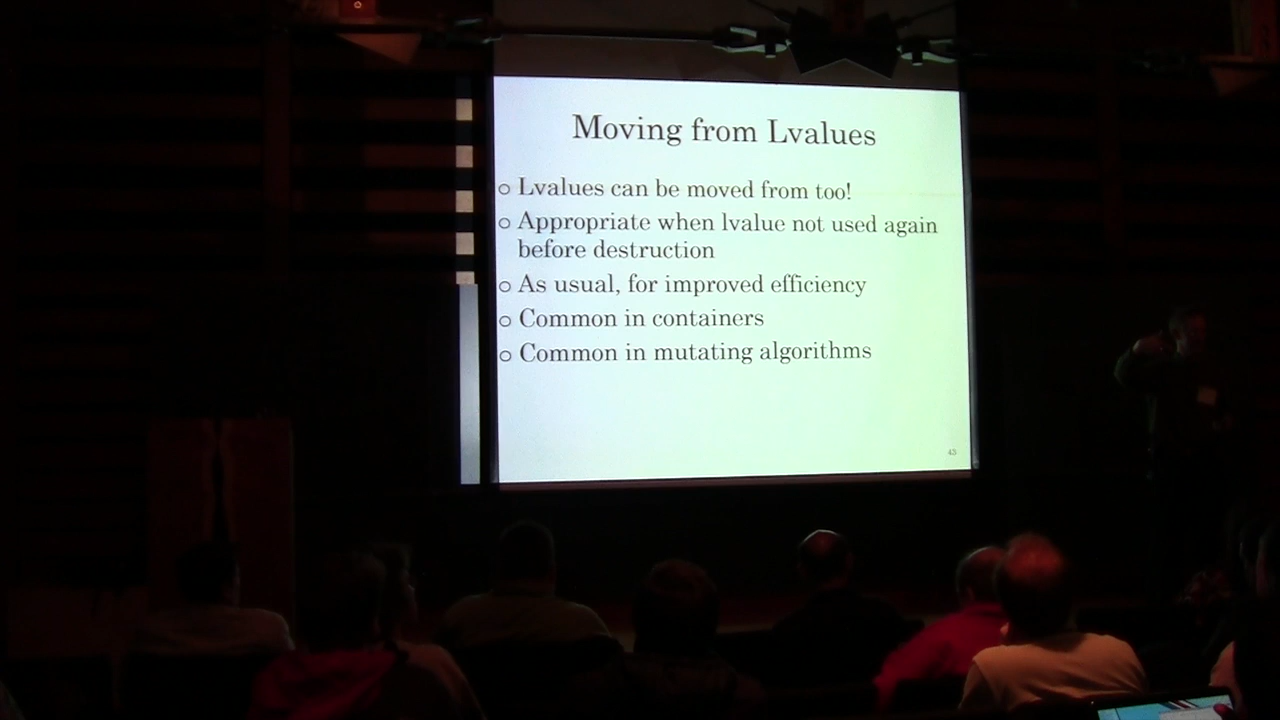 Moving from Lvalues
Lvalues can be moved from too!
Appropriate when lvalue not used again
before destruction
As usual, for improved efficiency
Common in containers
Common in mutating algorithms
43